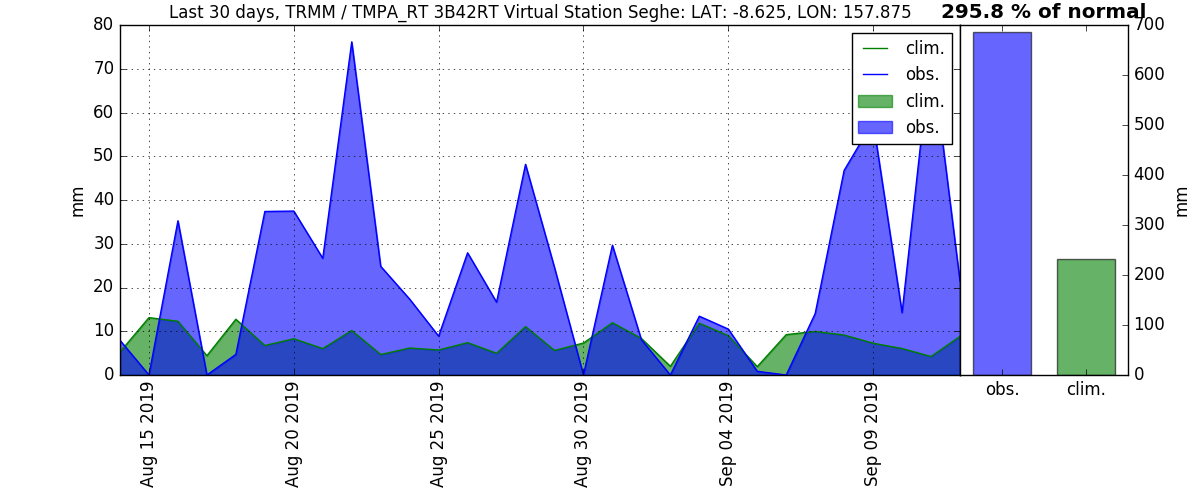 Last 30 days, TRMM / TMPA_RT 3B42RT Virtual Station Seghe: LAT: -8.625, LON: 157.875
295.8 % of normal
80
70
60
50
40
30
20
10
0
mm
clim.
obs.
clim.
obs.
Aug 15 2019
Aug 20 2019
Aug 25 2019
Aug 30 2019
Sep 04 2019
Sep 09 2019
700
600
500
400
300
200
100
0
mm
obs.
clim.